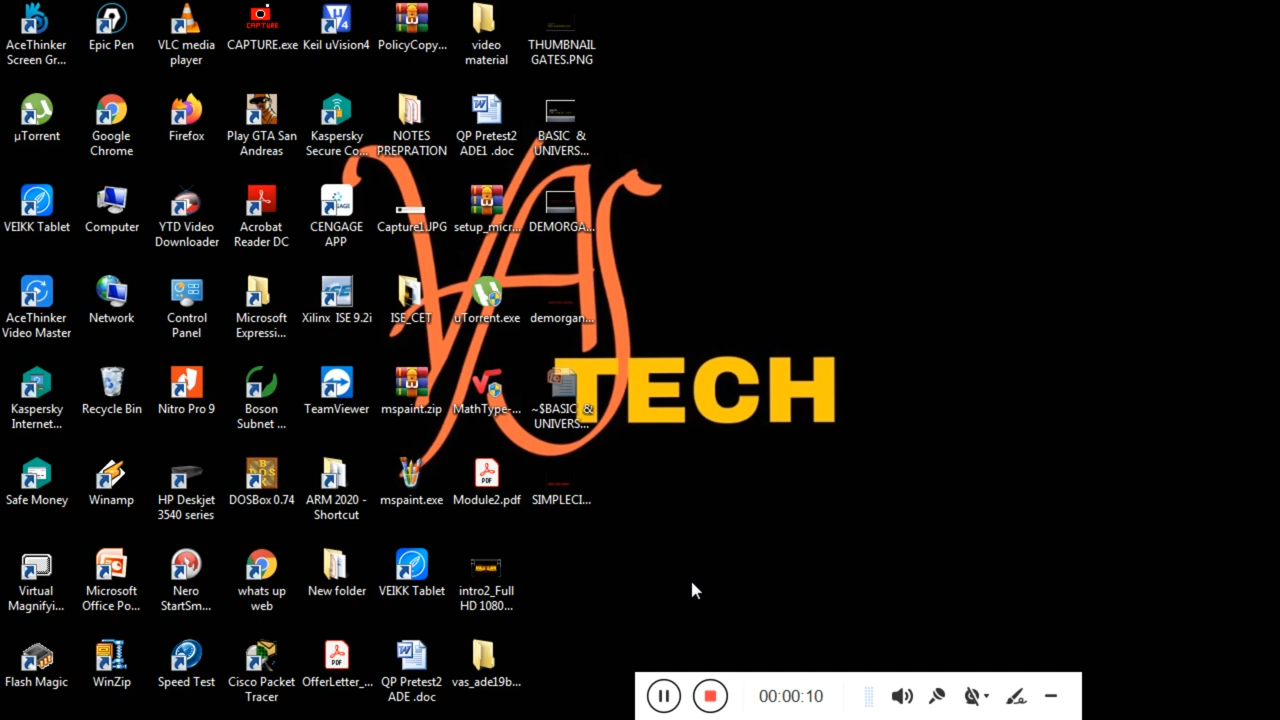 AceThinker
Screen Gr...
Epic Pen
VLC media
player
CAPTURE
CAPTURE.exe
Keil uVision4
PolicyCopy...
video
material
THUMBNAIL
GATES.PNG
µTorrent
Google
Chrome
Firefox
Play GTA San
Andreas
Kaspersky
Secure Co...
NOTES
PREPRATION
QP Pretest2
ADE1 .doc
BASIC &
UNIVERS...
VEIKK Tablet
Computer
YTD Video
Downloader
Acrobat
Reader DC
CENGAGE
APP
Capture1.JPG
setup_micr...
DEMORGA...
AceThinker
Video Master
Network
Control
Panel
Microsoft
Expressi...
Xilinx ISE 9.2i
ISE_CET
uTorrent.exe
demorgan...
VAS
TECH
Kaspersky
Internet...
Recycle Bin
Nitro Pro 9
Boson
Subnet ...
TeamViewer
mspaint.zip
MathType-...
~$BASIC &
UNIVERS...
Safe Money
Winamp
HP Deskjet
3540 series
DOSBox 0.74
ARM 2020 -
Shortcut
mspaint.exe
Module2.pdf
SIMPLECI...
Virtual
Magnifyi...
Microsoft
Office Po...
Nero
StartSm...
whats up
web
New folder
VEIKK Tablet
intro2_Full
HD 1080...
Flash Magic
WinZip
Speed Test
Cisco Packet
Tracer
OfferLetter_...
QP Pretest2
ADE .doc
vas_ade19b...
00:00:10